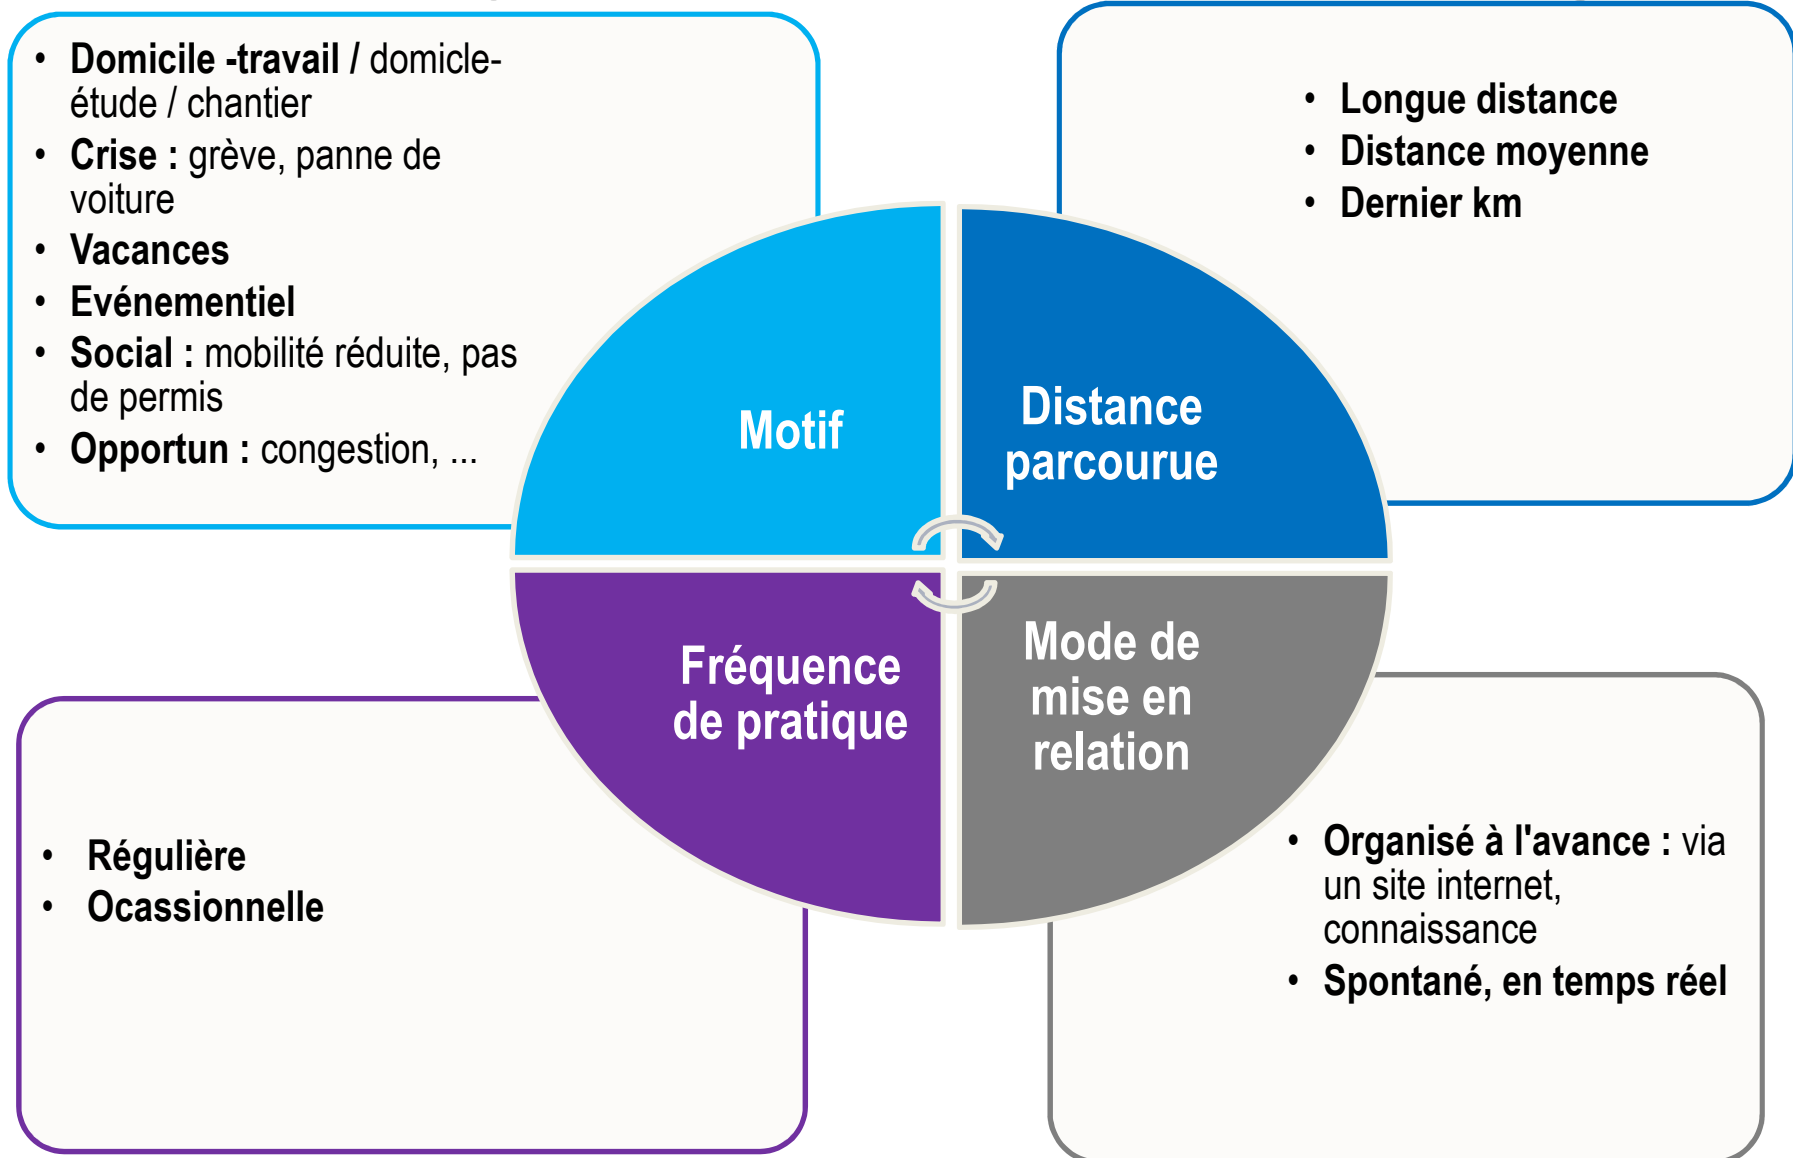 • Domicile -travail / domicle-
étude / chantier
• Crise : grève, panne de
voiture
• Vacances
• Evénementiel
• Social : mobilité réduite, pas
de permis
• Opportun : congestion, ...
• Longue distance
• Distance moyenne
• Dernier km
Motif
Distance
parcourue
Fréquence
de pratique
Mode de
mise en
relation
• Régulière
• Ocassionnelle
• Organisé à l'avance : via
un site internet,
connaissance
• Spontané, en temps réel